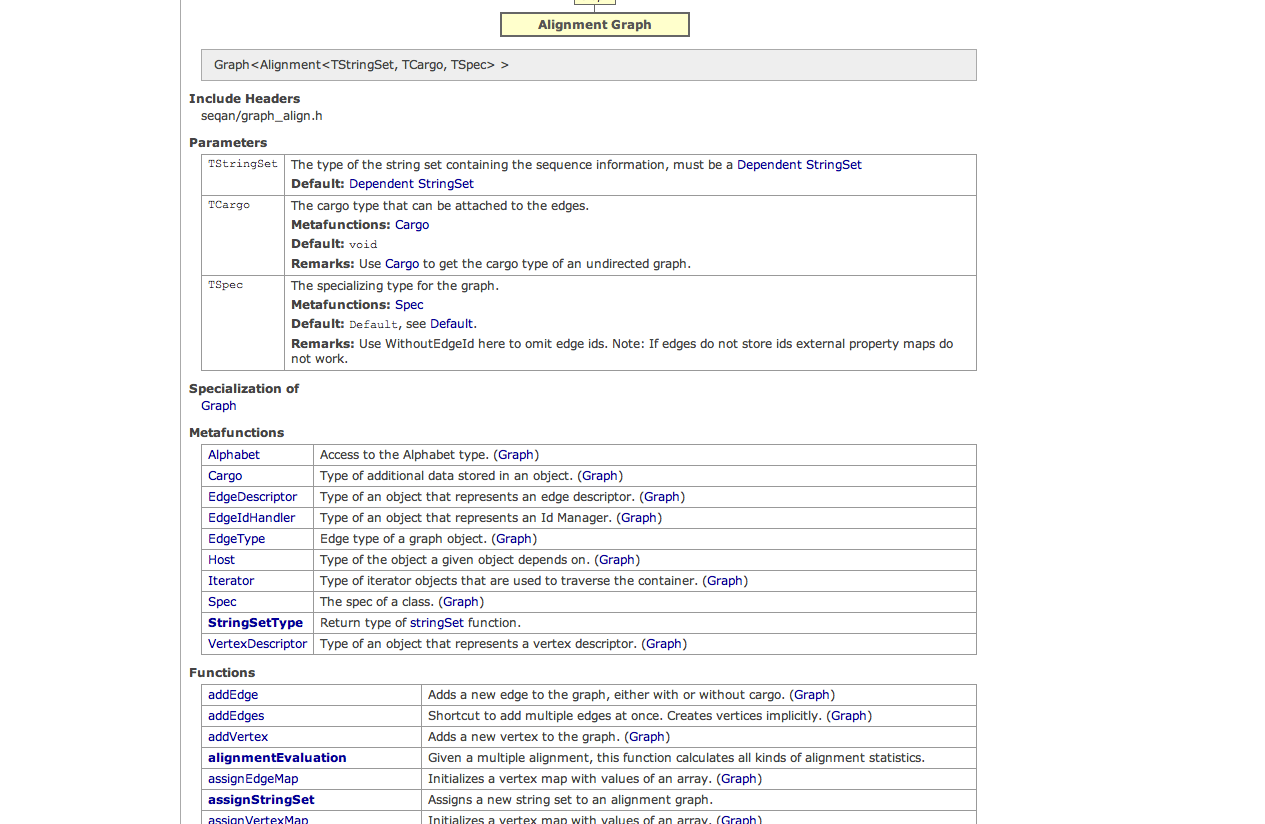 Alignment Graph
Graph<Alignment<TStringSet, TCargo, TSpec> >
Include Headers
seqan/graph_align.h
Parameters
TStringSet The type of the string set containing the sequence information, must be a Dependent StringSet
Default: Dependent StringSet
TCargo The cargo type that can be attached to the edges.
Metafunctions: Cargo
Default: void
Remarks: Use Cargo to get the cargo type of an undirected graph.
TSpec The specializing type for the graph.
Metafunctions: Spec
Default: Default, see Default.
Remarks: Use WithoutEdgeId here to omit edge ids. Note: If edges do not store ids external property maps do
not work.
Specialization of
Graph
Metafunctions
Alphabet Access to the Alphabet type. (Graph)
Cargo Type of additional data stored in an object. (Graph)
EdgeDescriptor Type of an object that represents an edge descriptor. (Graph)
EdgeIdHandler Type of an object that represents an Id Manager. (Graph)
EdgeType Edge type of a graph object. (Graph)
Host Type of the object a given object depends on. (Graph)
Iterator Type of iterator objects that are used to traverse the container. (Graph)
Spec The spec of a class. (Graph)
StringSetType Return type of stringSet function.
VertexDescriptor Type of an object that represents a vertex descriptor. (Graph)
Functions
addEdge Adds a new edge to the graph, either with or without cargo. (Graph)
addEdges Shortcut to add multiple edges at once. Creates vertices implicitly. (Graph)
addVertex Adds a new vertex to the graph. (Graph)
alignmentEvaluation Given a multiple alignment, this function calculates all kinds of alignment statistics.
assignEdgeMap Initializes a vertex map with values of an array. (Graph)
assignStringSet Assigns a new string set to an alignment graph.
assignVertexMap Initializes a vertex map with values of an array. (Graph)